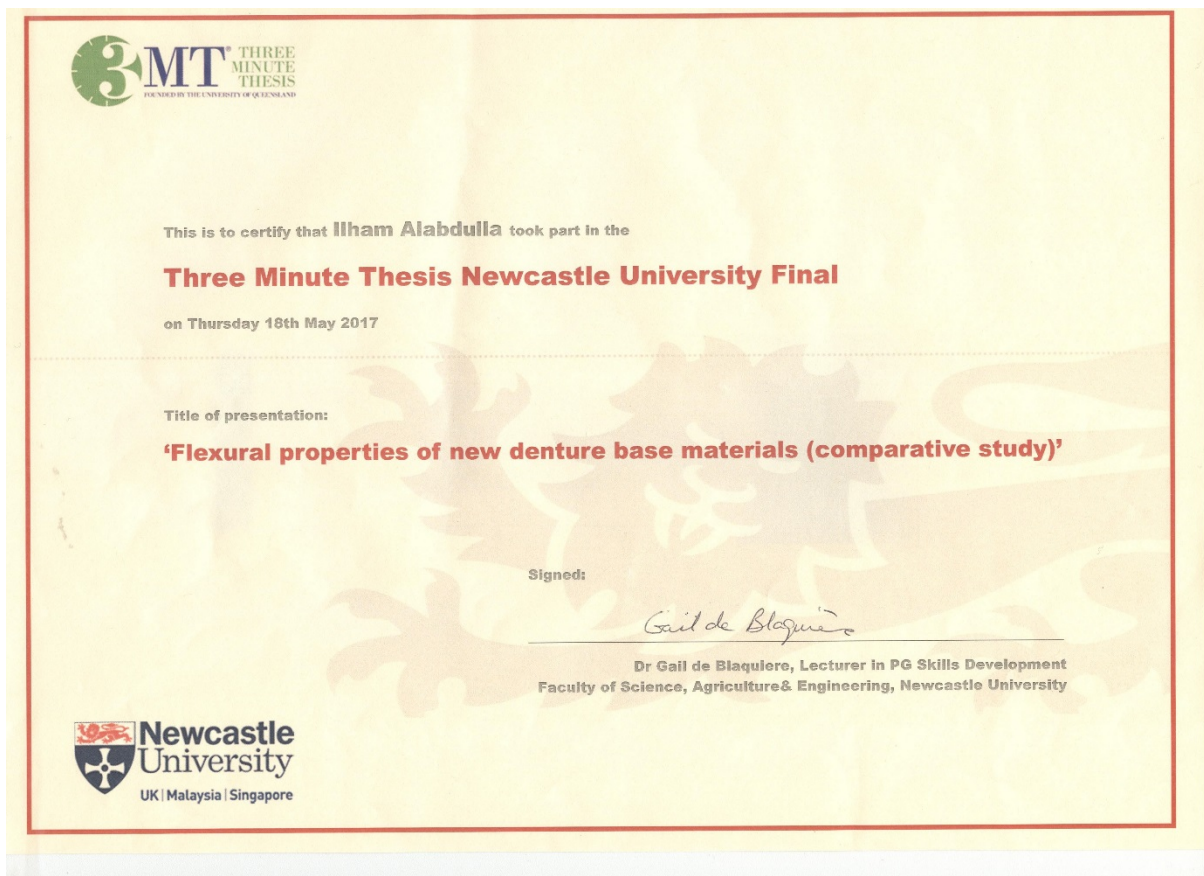 3MT® THREE
MINUTE
THESIS
FOUNDED BY THE UNIVERSITY OF QUEENSLAND
This is to certify that Ilham Alabdulla took part in the
Three Minute Thesis Newcastle University Final
on Thursday 18th May 2017
Title of presentation:
‘Flexural properties of new denture base materials (comparative study)’
Signed:
Gail de Blaquière
Dr Gail de Blaquiere, Lecturer in PG Skills Development
Faculty of Science, Agriculture& Engineering, Newcastle University
Newcastle
University
UK | Malaysia | Singapore